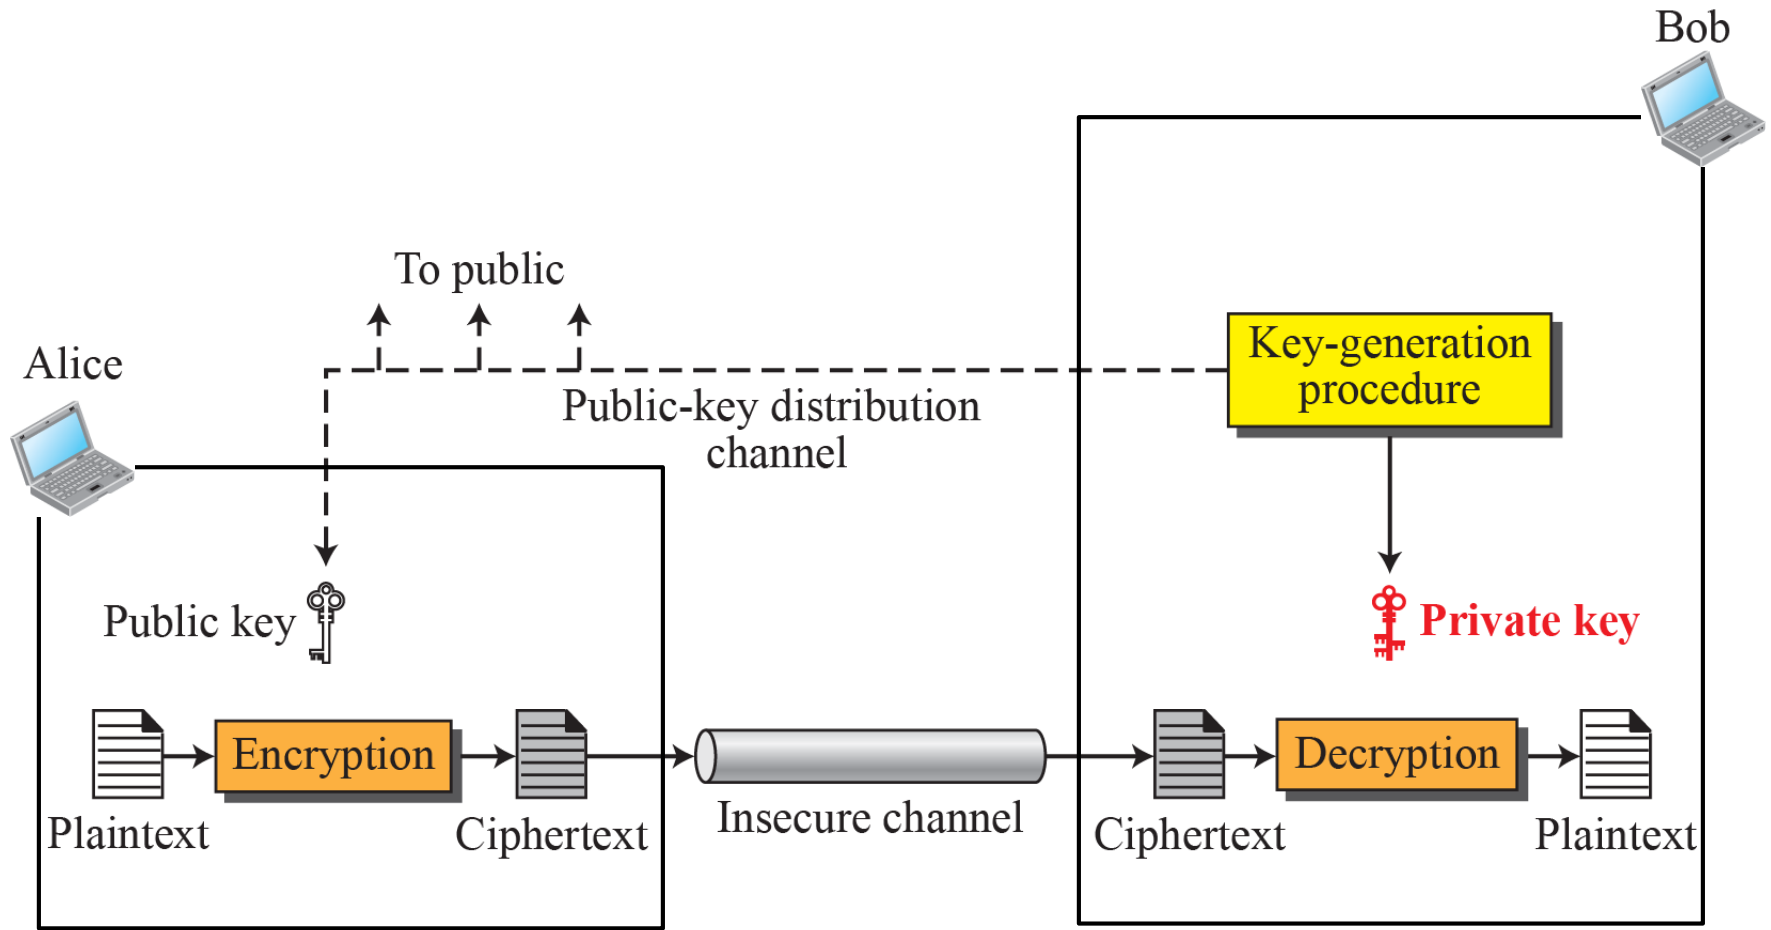 Bob
To public
Alice
Key-generation
procedure
Public-key distribution
channel
Public key
Private key
Encryption
Decryption
Plaintext
Ciphertext
Insecure channel
Ciphertext
Plaintext